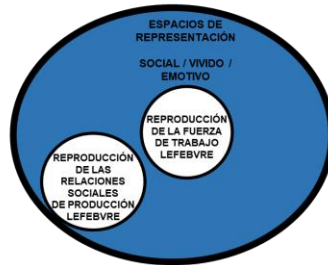 ESPACIOS DE
REPRESENTACIÓN
SOCIAL / VIVIDO /
EMOTIVO
REPRODUCCIÓN
DE LA FUERZA
DE TRABAJO
LEFEBVRE
REPRODUCCIÓN
DE LAS
RELACIONES
SOCIALES
DE PRODUCCIÓN
LEFEBVRE